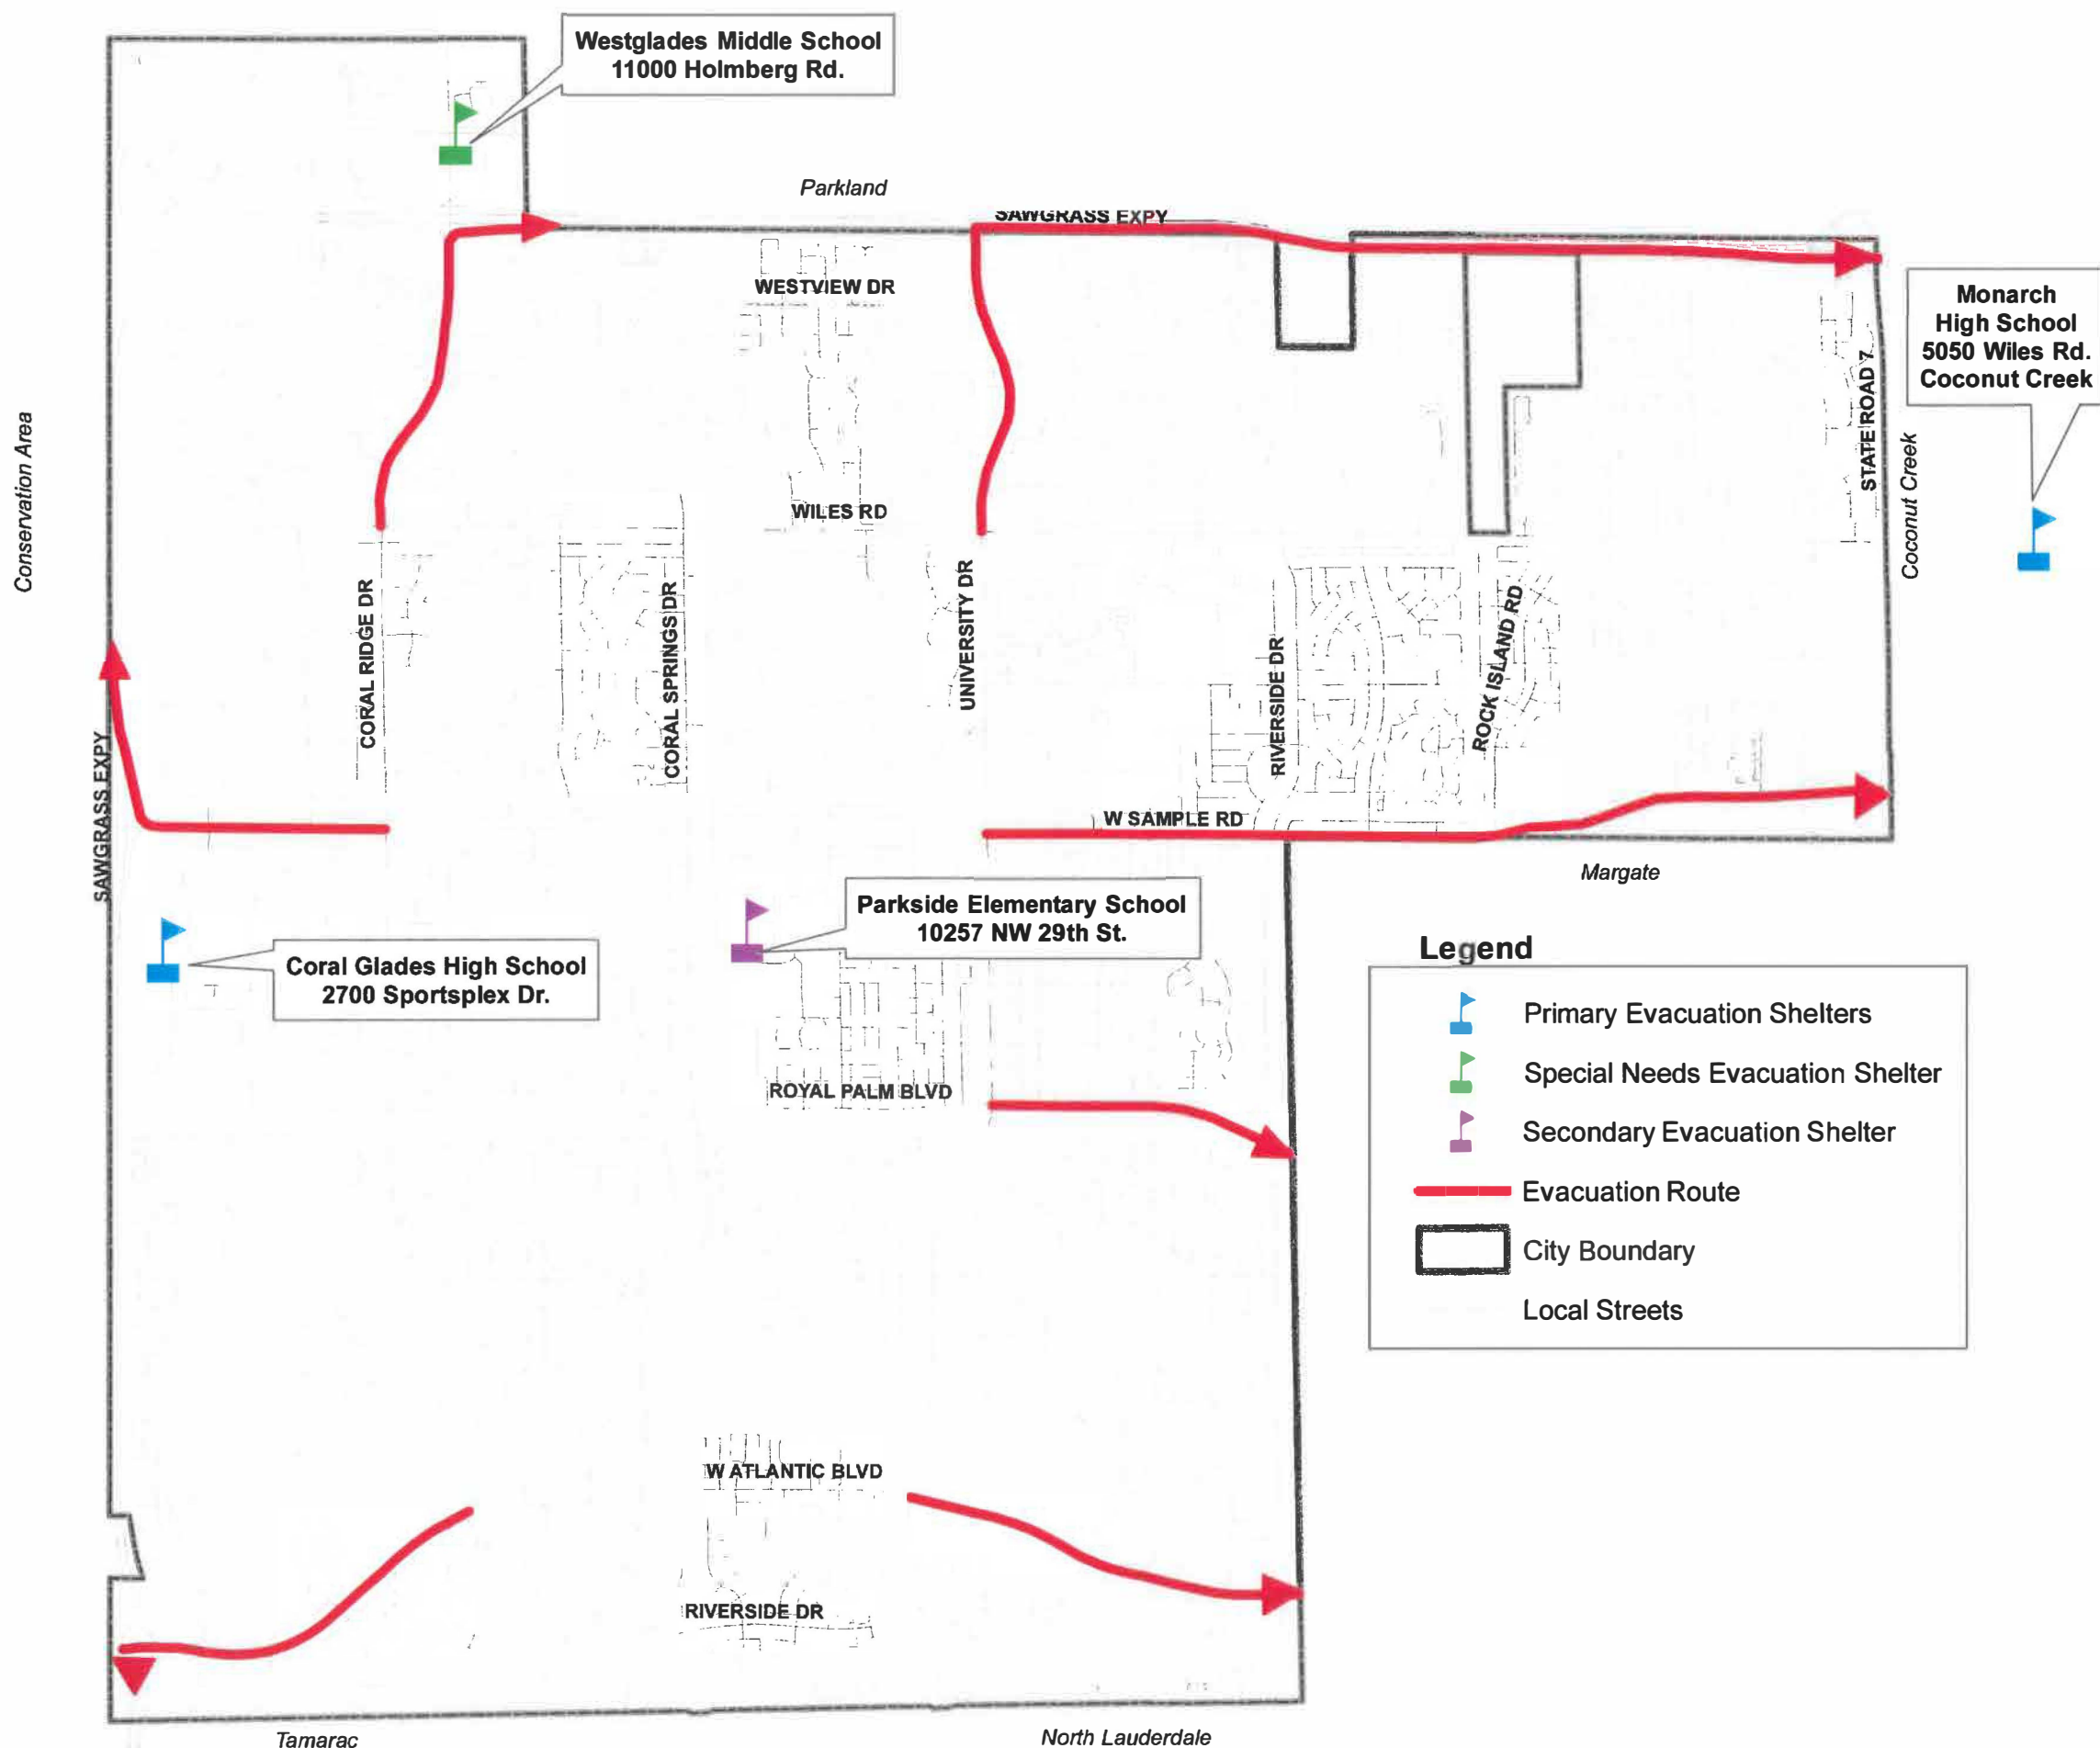 Westglades Middle School
11000 Holmberg Rd.
Parkland
SAWGRASS EXPY
WESTVIEW DR
Monarch
High School
5050 Wiles Rd.
Coconut Creek
STATE ROAD 7
Conservation Area
Coconut Creek
WILES RD
CORAL RIDGE DR
CORAL SPRINGS DR
UNIVERSITY DR
RIVERSIDE DR
ROCK ISLAND RD
SAWGRASS EXPY
W SAMPLE RD
Margate
Parkside Elementary School
10257 NW 29th St.
Coral Glades High School
2700 Sportsplex Dr.
ROYAL PALM BLVD
Legend
Primary Evacuation Shelters
Special Needs Evacuation Shelter
Secondary Evacuation Shelter
Evacuation Route
City Boundary
Local Streets
W ATLANTIC BLVD
RIVERSIDE DR
Tamarac
North Lauderdale